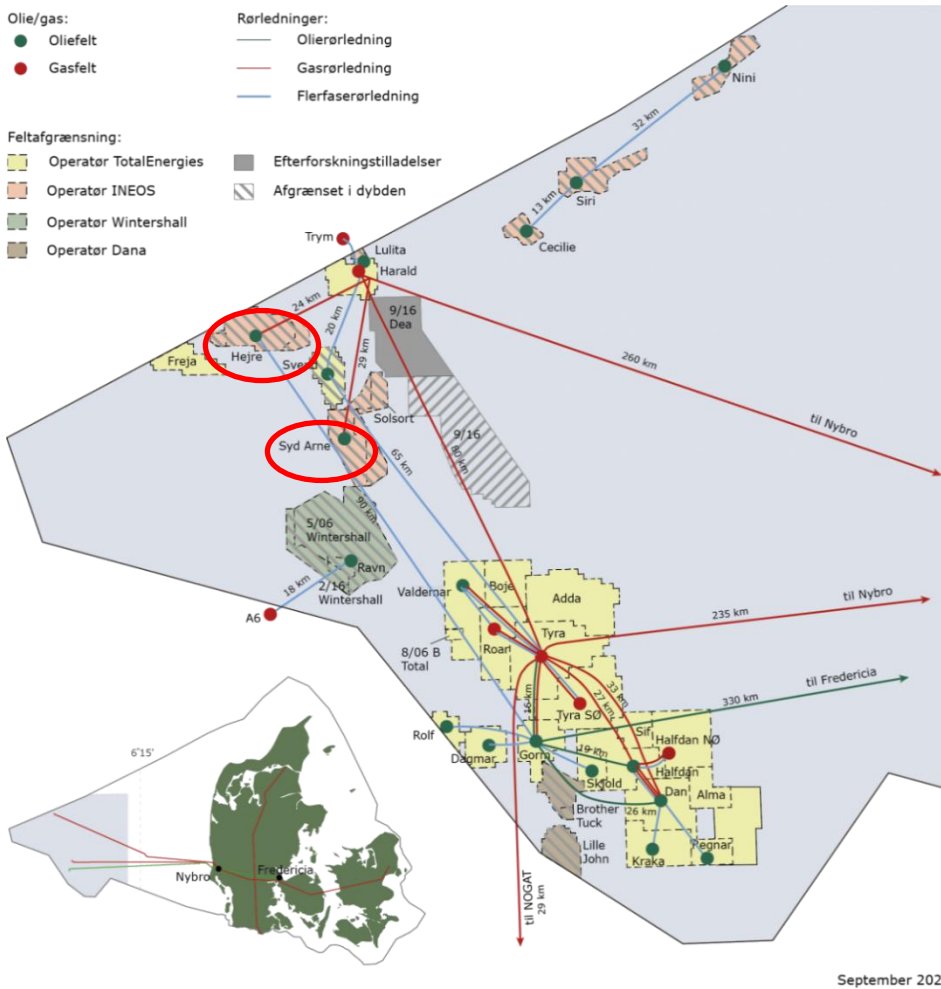 Olie/gas:
Oliefelt
Gasfelt
Rørledninger:
Olierørledning
Gasrørledning
Flerfaserørledning
Feltafgrænsning:
Operatør TotalEnergies
Operatør INEOS
Operatør Wintershall
Operatør Dana
Efterforskningstilladelser
Afgrænset i dybden
Nini
32 km
Siri
13 km
Cecilie
Trym
Lulita
Harald
24 km
9/16
Dea
20 km
Hejre
Freja
29 km
260 km
til Nybro
Solsort
Syd Arne
9/16
65 km
80 km
90 km
5/06
Wintershall
Ravn
18 km
2/16
Wintershall
A6
Valdemar
Boje
Adda
til Nybro
235 km
Roar
Tyra
8/06 B
Total
33 km
27 km
til Fredericia
330 km
16 km
Tyra SØ
Rolf
Sif
Halfdan NØ
Dagmar
Gorm
19 km
Halfdan
Skjold
Dan
Alma
Brother
Tuck
26 km
Lille
John
Kraka
Regnar
til NOGAT
29 km
6°15'
Nybro
Fredericia
September 202